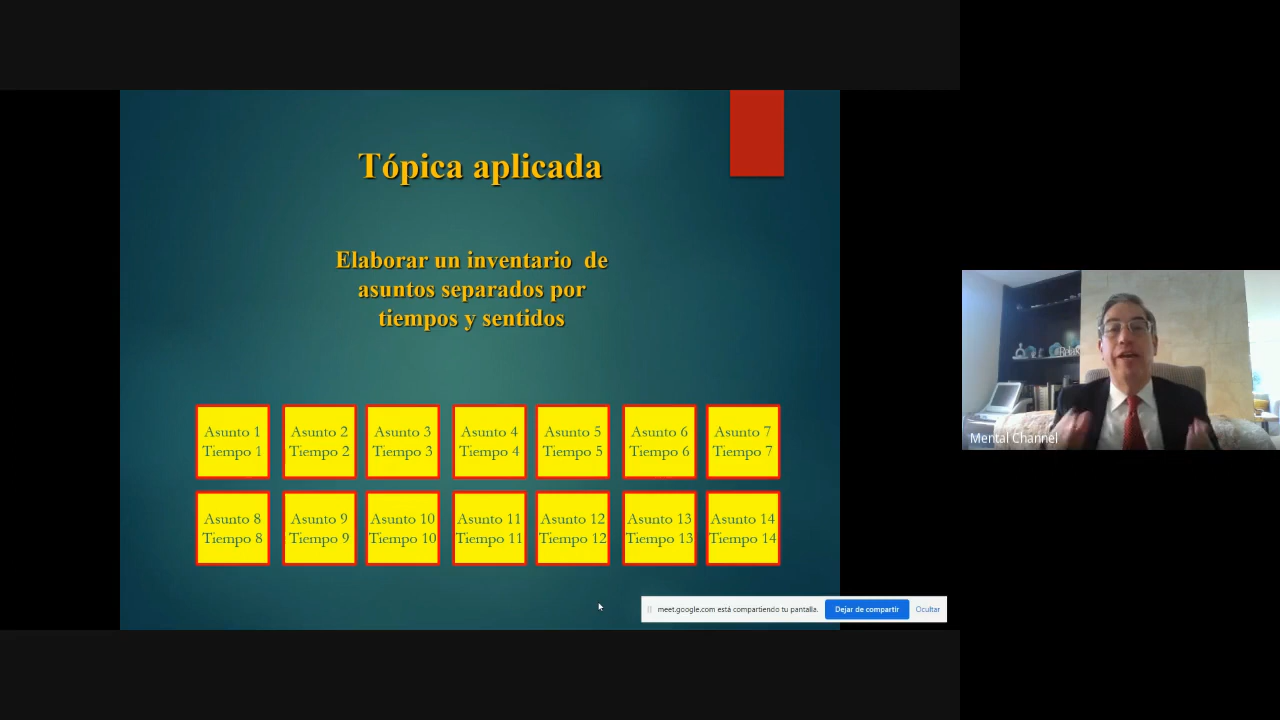 Tópica aplicada
Elaborar un inventario de
asuntos separados por
tiempos y sentidos
Asunto 1
Tiempo 1
Asunto 2
Tiempo 2
Asunto 3
Tiempo 3
Asunto 4
Tiempo 4
Asunto 5
Tiempo 5
Asunto 6
Tiempo 6
Asunto 7
Tiempo 7
Asunto 8
Tiempo 8
Asunto 9
Tiempo 9
Asunto 10
Tiempo 10
Asunto 11
Tiempo 11
Asunto 12
Tiempo 12
Asunto 13
Tiempo 13
Asunto 14
Tiempo 14
meet.google.com está compartiendo tu pantalla.
Dejar de compartir
Ocultar
Relax
Mental Channel